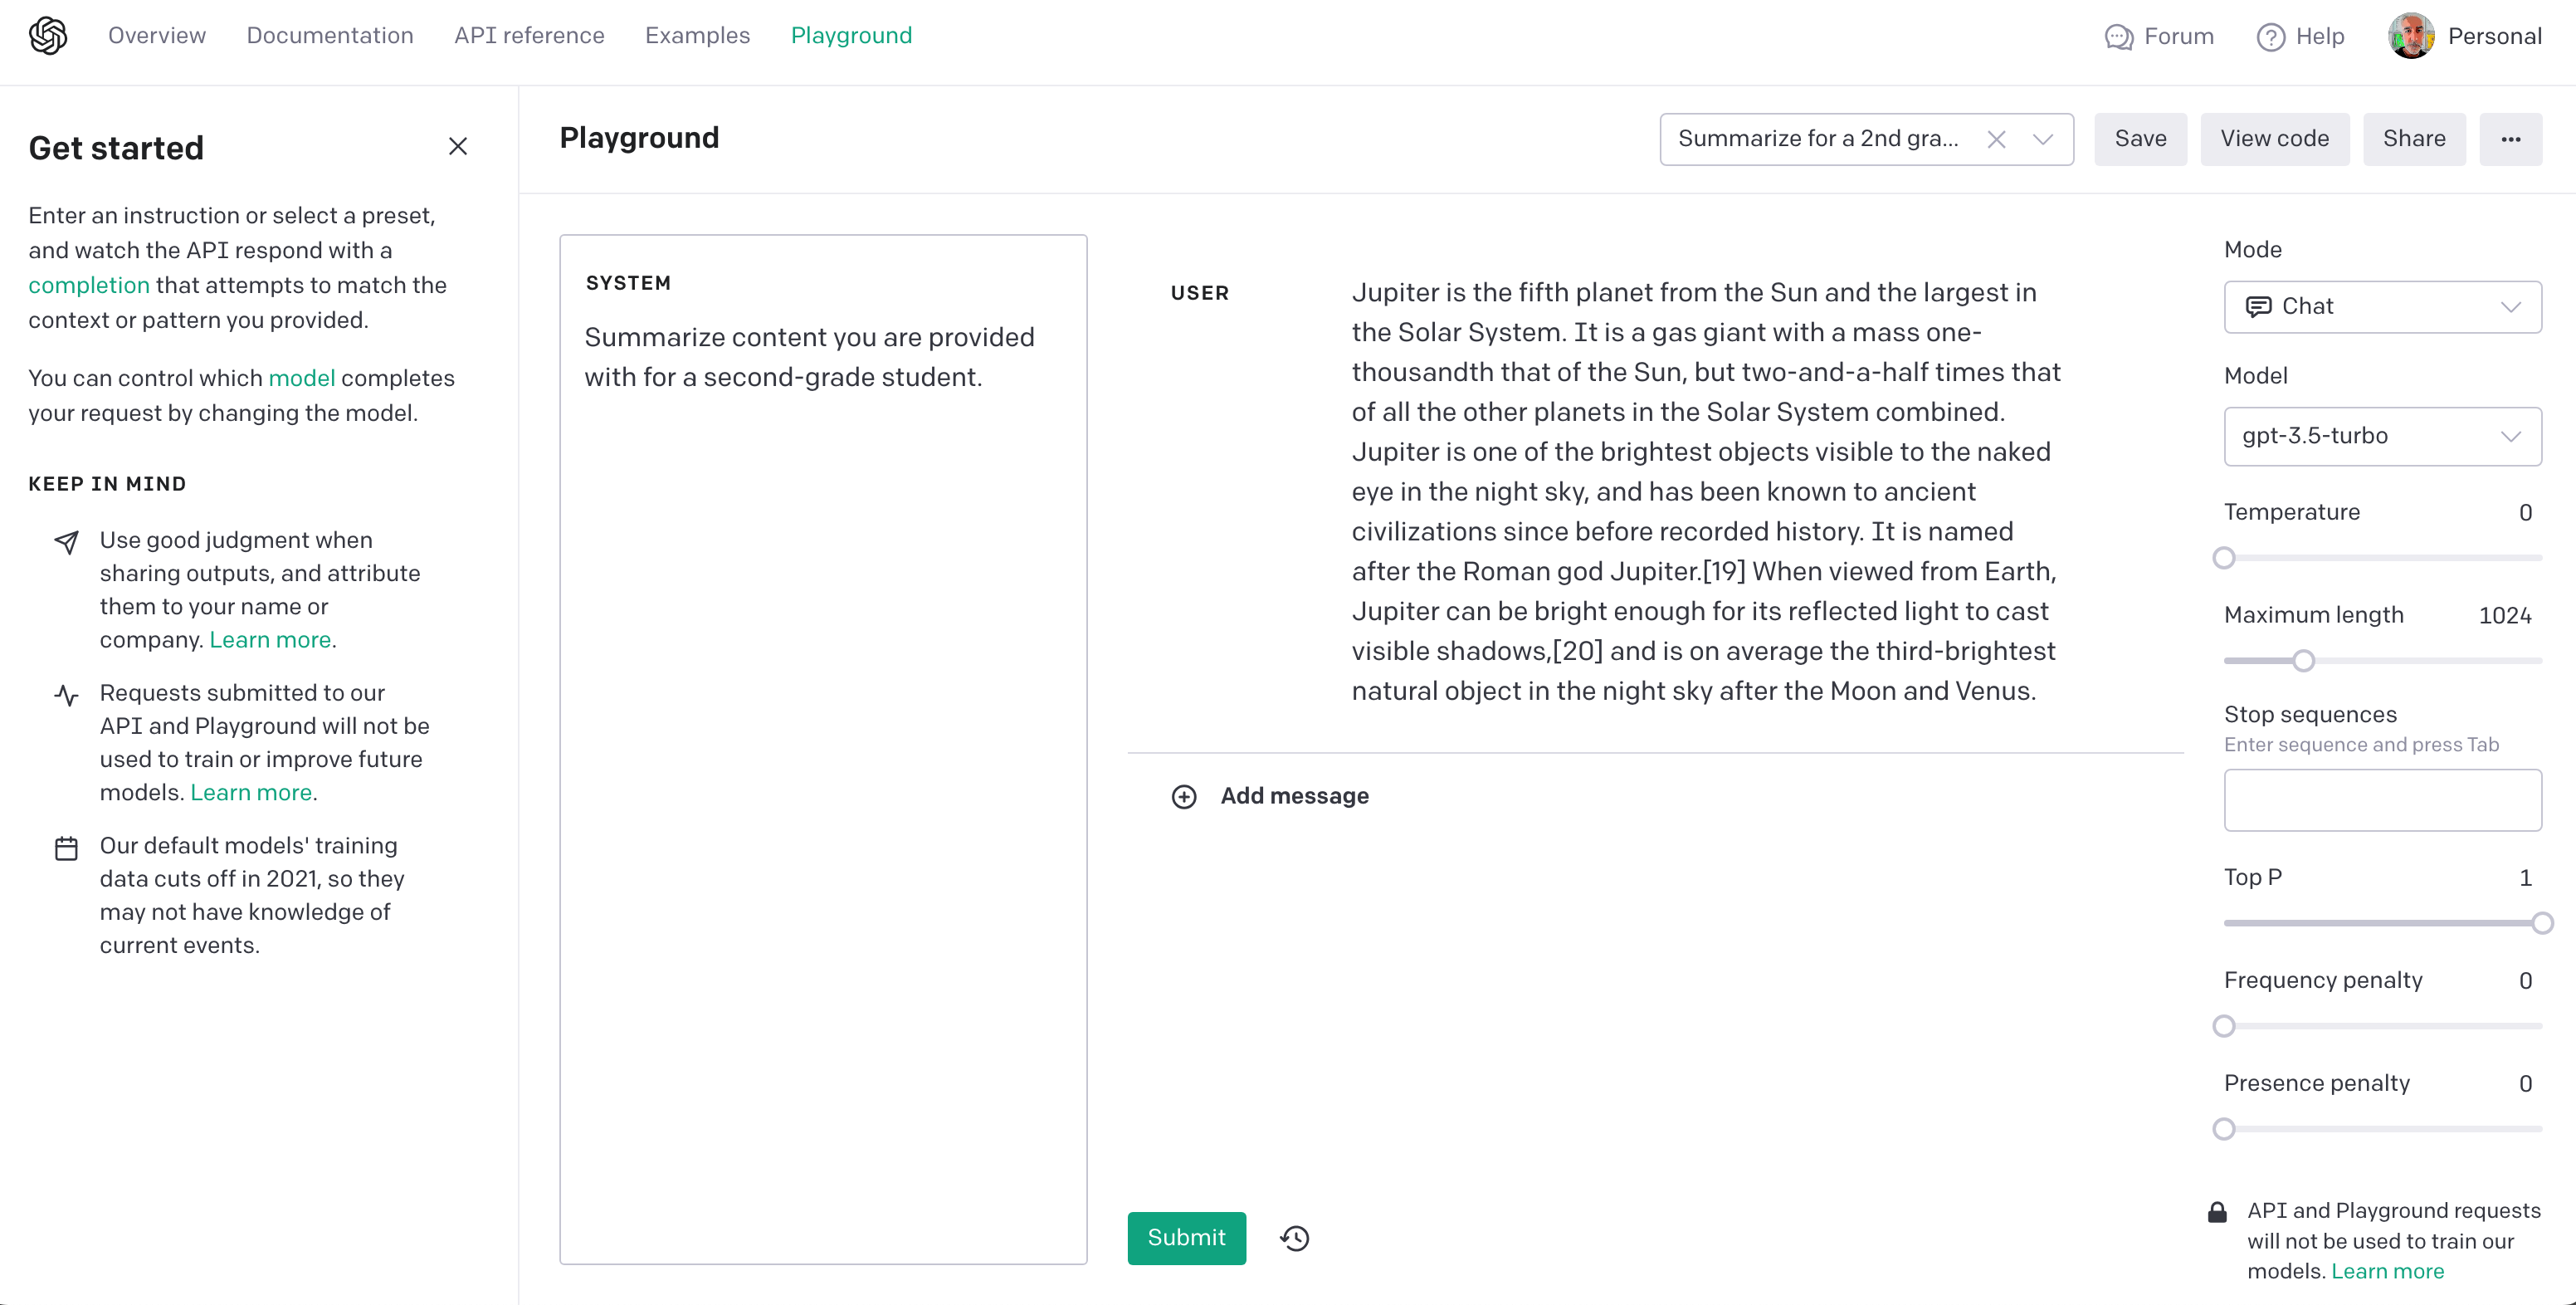 Overview
Documentation
API reference
Examples
Playground
Forum
Help
Personal
Get started
Enter an instruction or select a preset,
and watch the API respond with a
completion that attempts to match the
context or pattern you provided.
You can control which model completes
your request by changing the model.
KEEP IN MIND
Use good judgment when
sharing outputs, and attribute
them to your name or
company. Learn more.
Requests submitted to our
API and Playground will not be
used to train or improve future
models. Learn more.
Our default models' training
data cuts off in 2021, so they
may not have knowledge of
current events.
Playground
Summarize for a 2nd gra...
Save
View code
Share
SYSTEM
Summarize content you are provided
with for a second-grade student.
USER
Jupiter is the fifth planet from the Sun and the largest in
the Solar System. It is a gas giant with a mass one-
thousandth that of the Sun, but two-and-a-half times that
of all the other planets in the Solar System combined.
Jupiter is one of the brightest objects visible to the naked
eye in the night sky, and has been known to ancient
civilizations since before recorded history. It is named
after the Roman god Jupiter.[19] When viewed from Earth,
Jupiter can be bright enough for its reflected light to cast
visible shadows,[20] and is on average the third-brightest
natural object in the night sky after the Moon and Venus.
Add message
Submit
Mode
Chat
Model
gpt-3.5-turbo
Temperature 0
Maximum length 1024
Stop sequences
Enter sequence and press Tab
Top P 1
Frequency penalty 0
Presence penalty 0
API and Playground requests
will not be used to train our
models. Learn more